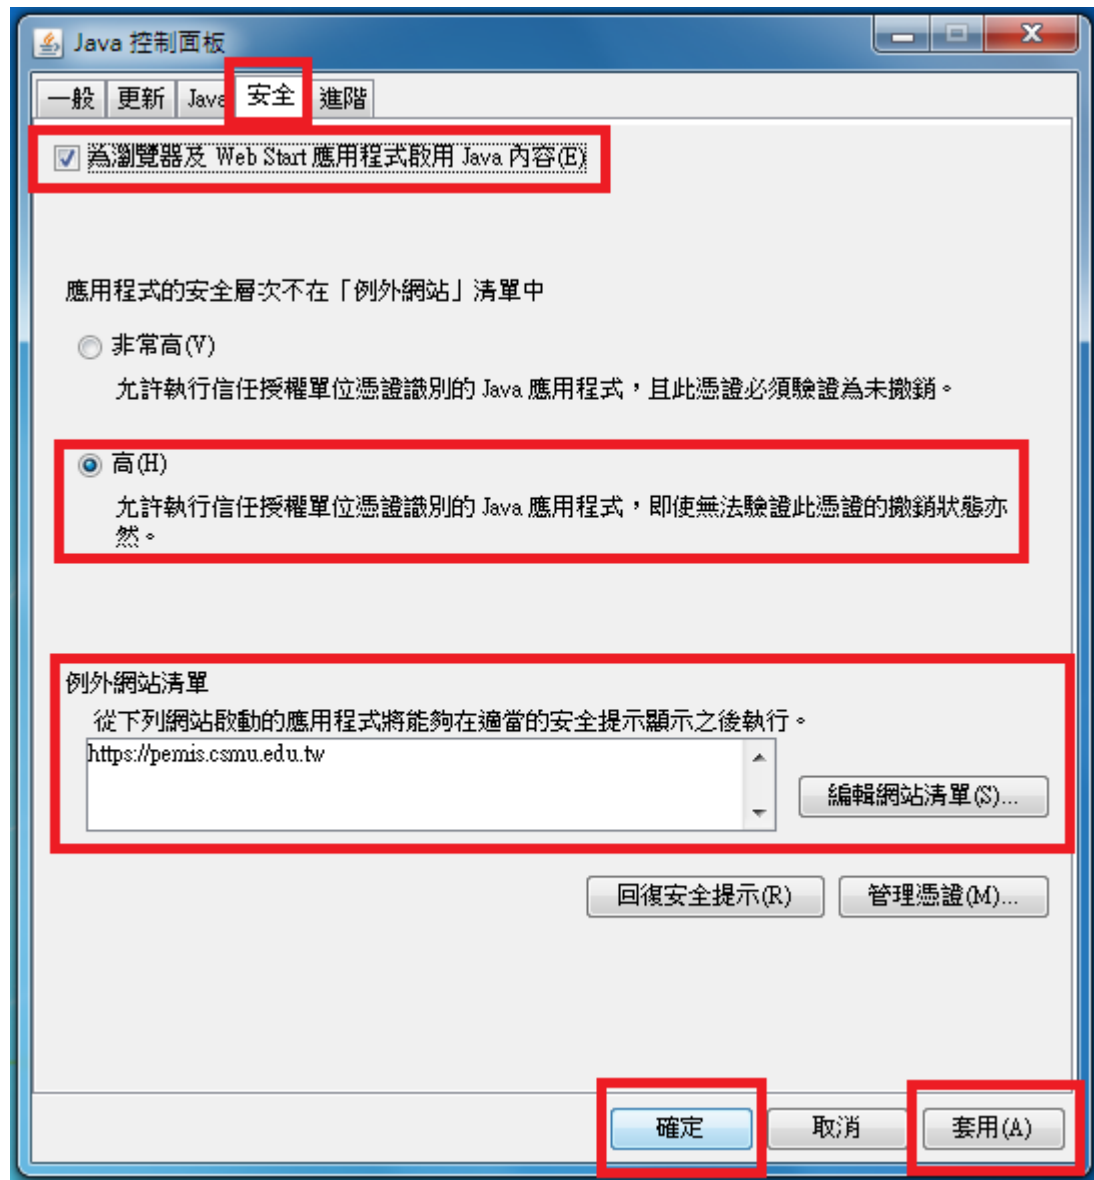 Java 控制面板
一般 更新 Java 安全 進階
為瀏覽器及 Web Start 應用程式啟用 Java 內容(E)
應用程式的安全層次不在「例外網站」清單中
非常高(V)
允許執行信任授權單位憑證識別的 Java 應用程式，且此憑證必須驗證為未撤銷。
高(H)
允許執行信任授權單位憑證識別的 Java 應用程式，即使無法驗證此憑證的撤銷狀態亦
然。
例外網站清單
從下列網站啟動的應用程式將能夠在適當的安全提示顯示之後執行。
https://pemis.csmu.edu.tw
編輯網站清單(S)...
回復安全提示(R) 管理憑證(M)...
確定 取消 套用(A)